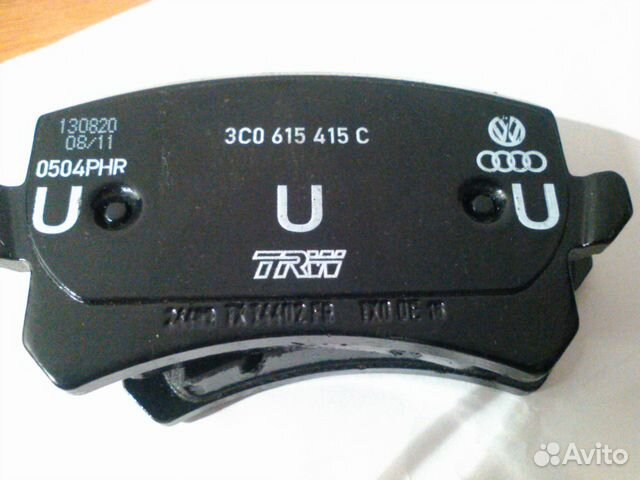 130820
08/11
0504PHR
3C0 615 415 C
U U U
TRW
Avito